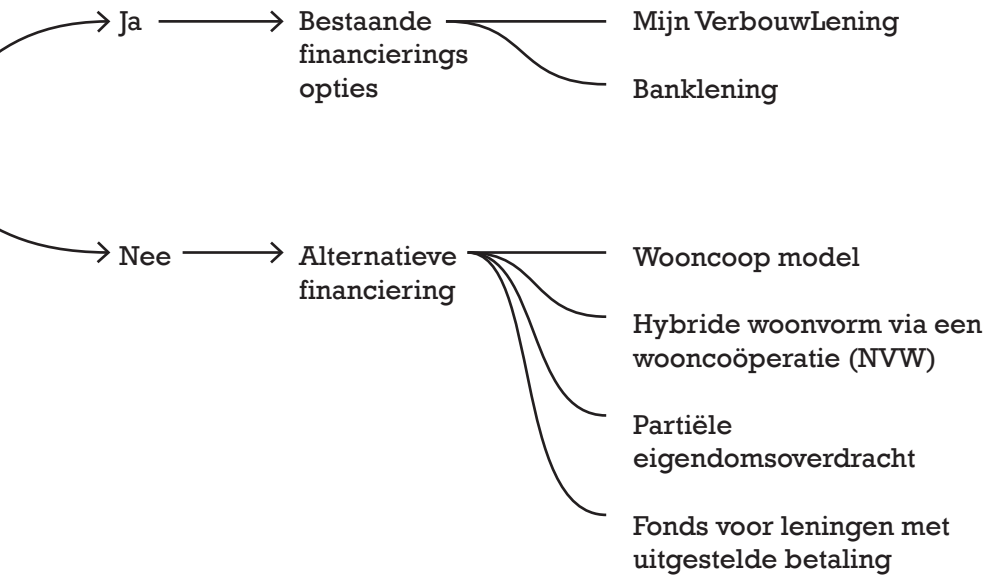 Ja
Bestaande
financierings
opties
Mijn VerbouwLening
Banklening
Nee
Alternatieve
financiering
Wooncoop model
Hybride woonvorm via een
wooncoöperatie (NVW)
Partiële
eigendomsoverdracht
Fonds voor leningen met
uitgestelde betaling